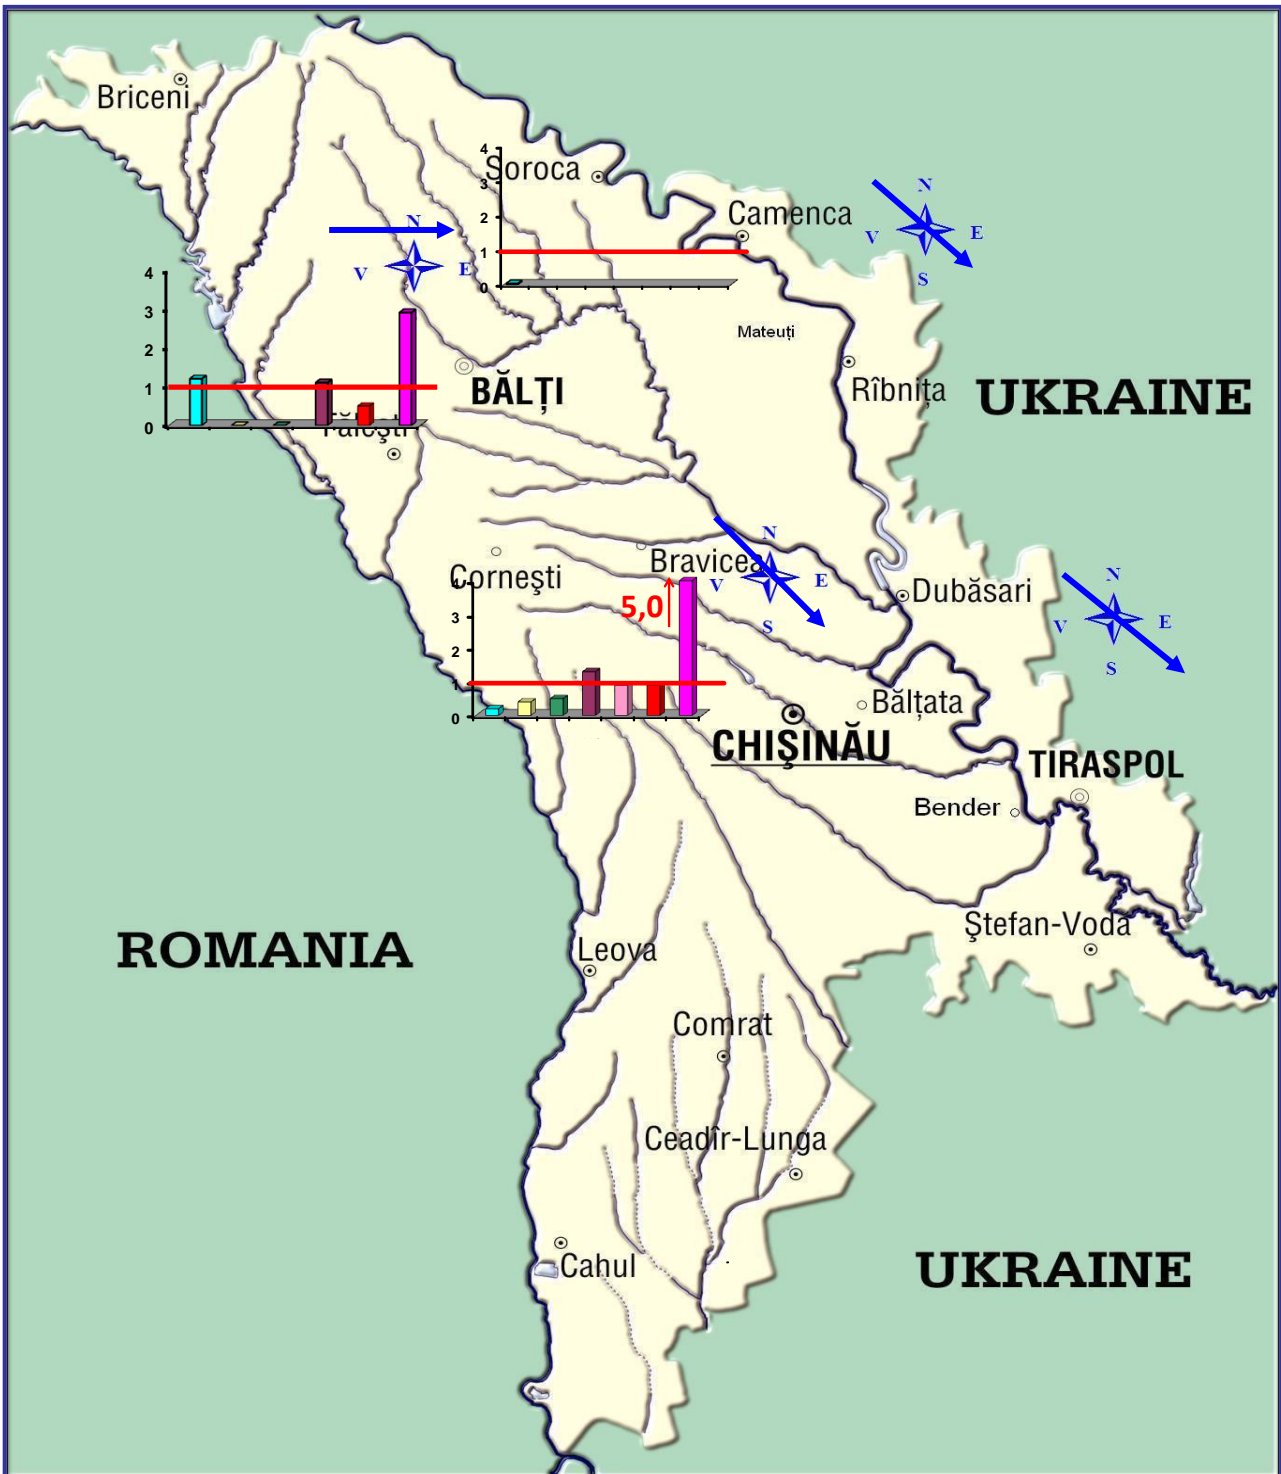 Briceni
4
Soroca
3
N
2
Camenca
N
V
E
1
V
E
4
0
S
3
Mateuți
2
BĂLȚI
Rîbnița
UKRAINE
1
0
Fălești
N
Bravicea
Cornești
V
E
N
4
Dubăsari
5,0
3
S
V
E
2
S
1
Bălțata
0
CHIȘINĂU
TIRASPOL
Bender
Ștefan-Vodă
ROMANIA
Leova
Comrat
Ceadîr-Lunga
UKRAINE
Cahul